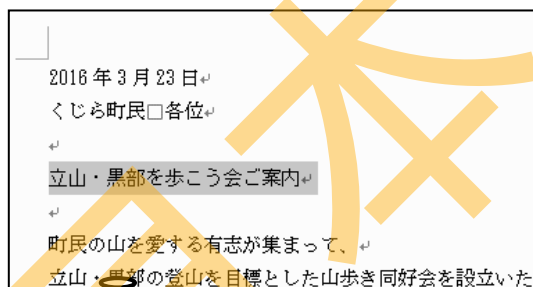 2016年3月23日
くじら町民□各位
立山・黒部を歩こう会ご案内
町民の山を愛する有志が集まって、
立山・黒部の登山を目標とした山歩き同好会を設立いた